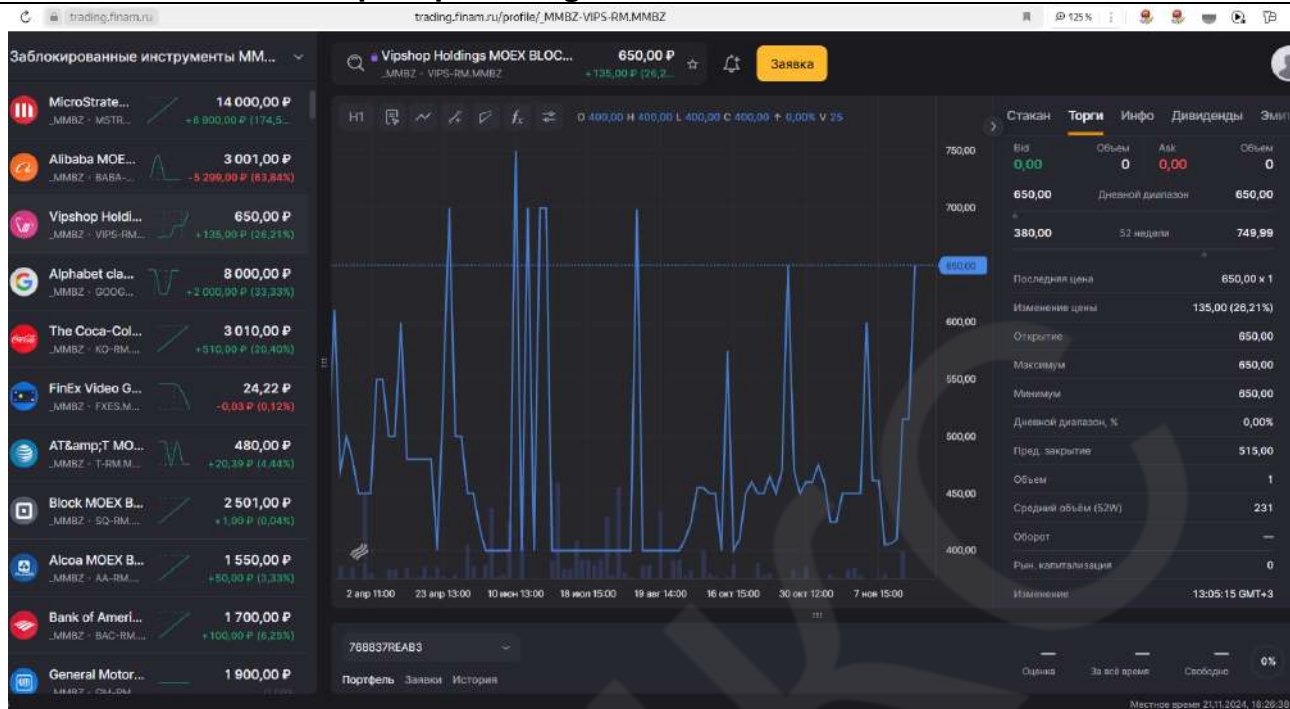 trading.finam.ru
trading.finam.ru/profile/_MMBZ-VIPS-RM.MMBZ
125 %
Заблокированные инструменты ММ...
MicroStrate...
14 000,00 ₽
_MMBZ - MSTR...
Alibaba MOE...
3 001,00 ₽
_MMBZ - BABA-...
-5 299,00 ₽ (63,84%)
Vipshop Holdi...
650,00 ₽
_MMBZ - VIPS-RM...
+135,00 ₽ (26,21%)
Alphabet cla...
8 000,00 ₽
_MMBZ - GOOG...
+2 000,00 ₽ (33,33%)
The Coca-Col...
3 010,00 ₽
_MMBZ - KO-RM...
+510,00 ₽ (20,40%)
FinEx Video G...
24,22 ₽
_MMBZ - FXES.M...
-0,03 ₽ (0,12%)
AT&amp;T MO...
480,00 ₽
_MMBZ - T-RM.M...
+20,39 ₽ (4,44%)
Block MOEX B...
2 501,00 ₽
_MMBZ - SQ-RM...
+1,00 ₽ (0,04%)
Alcoa MOEX B...
1 550,00 ₽
_MMBZ - AA-RM...
+50,00 ₽ (3,33%)
Bank of Ameri...
1 700,00 ₽
_MMBZ - BAC-RM...
+100,00 ₽ (6,25%)
General Motor...
1 900,00 ₽
Vipshop Holdings MOEX BLOC...
650,00 ₽
_MMBZ - VIPS-RM.MMBZ
+135,00 ₽ (26,2...
Заявка
H1
O 400,00 H 400,00 L 400,00 C 400,00 0,00% V 25
750,00
700,00
650,00
600,00
550,00
500,00
450,00
400,00
2 апр 11:00
23 апр 13:00
10 июн 13:00
18 июл 15:00
19 авг 14:00
16 окт 15:00
30 окт 12:00
7 ноя 15:00
768837REAB3
Портфель Заявки История
Стакан Торги Инфо Дивиденды
Bid Объем Ask Объем
0,00 0 0,00 0
650,00 Дневной диапазон 650,00
380,00 52 недели 749,99
Последняя цена 650,00 x 1
Изменение цены 135,00 (26,21%)
Открытие 650,00
Максимум 650,00
Минимум 650,00
Дневной диапазон, % 0,00%
Пред. закрытие 515,00
Объем 1
Средний объём (52W) 231
Оборот —
Рын. капитализация 0
Изменение 13:05:15 GMT+3
Оценка За всё время Свободно 0%
Местное время 21.11.2024, 18:26:38